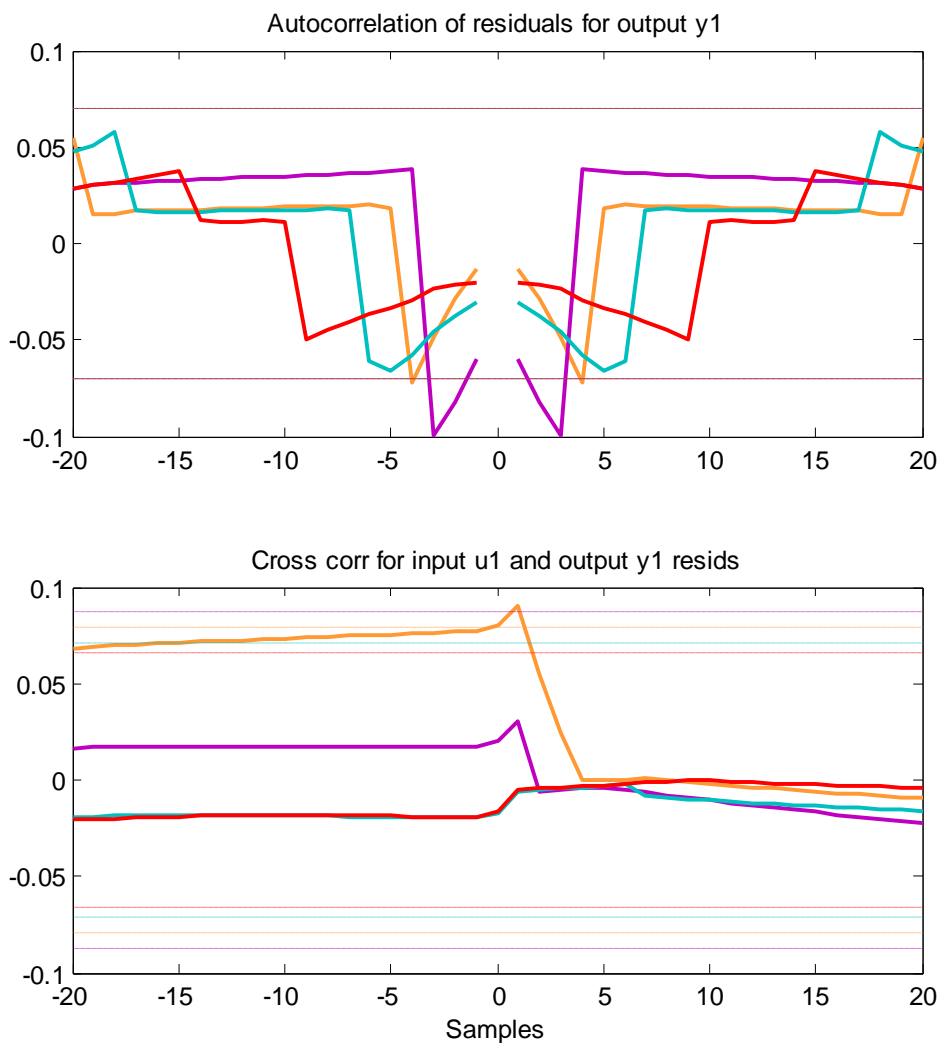 Autocorrelation of residuals for output y1
0.1
0.05
0
-0.05
-0.1
-20 -15 -10 -5 0 5 10 15 20
Cross corr for input u1 and output y1 resids
0.1
0.05
0
-0.05
-0.1
-20 -15 -10 -5 0 5 10 15 20
Samples